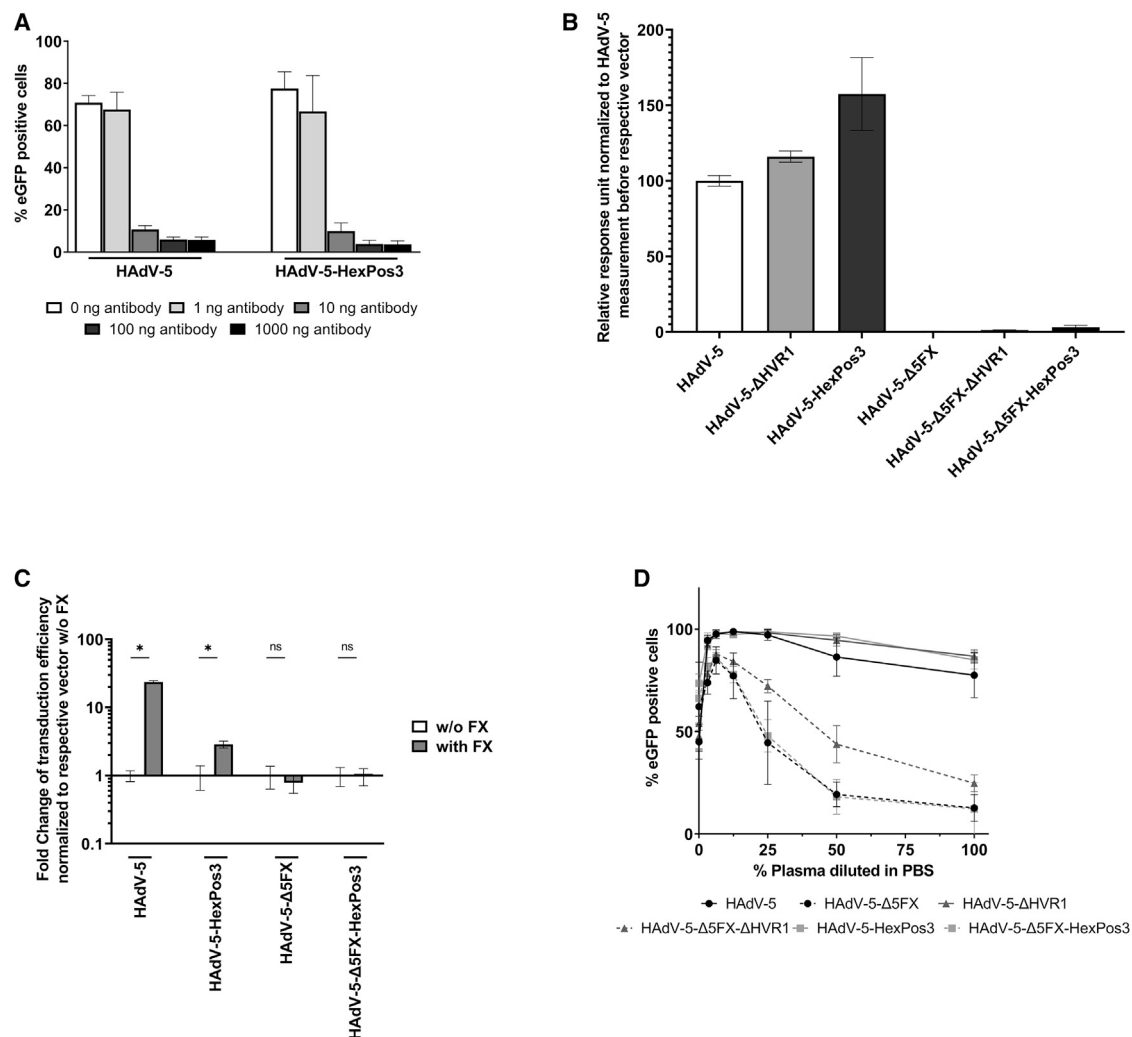 A
% eGFP positive cells
100
80
60
40
20
0
HAdV-5
HAdV-5-HexPos3
0 ng antibody
1 ng antibody
10 ng antibody
100 ng antibody
1000 ng antibody
B
Relative response unit normalized to HAdV-5
measurement before respective vector
200
150
100
50
0
HAdV-5
HAdV-5-ΔHVR1
HAdV-5-HexPos3
HAdV-5-Δ5FX
HAdV-5-Δ5FX-ΔHVR1
HAdV-5-Δ5FX-HexPos3
C
Fold Change of transduction efficiency
normalized to respective vector w/o FX
100
10
1
0.1
*
*
ns
ns
HAdV-5
HAdV-5-HexPos3
HAdV-5-Δ5FX
HAdV-5-Δ5FX-HexPos3
w/o FX
with FX
D
% eGFP positive cells
100
50
0
0
25
50
75
100
% Plasma diluted in PBS
HAdV-5
HAdV-5-Δ5FX
HAdV-5-ΔHVR1
HAdV-5-Δ5FX-ΔHVR1
HAdV-5-HexPos3
HAdV-5-Δ5FX-HexPos3